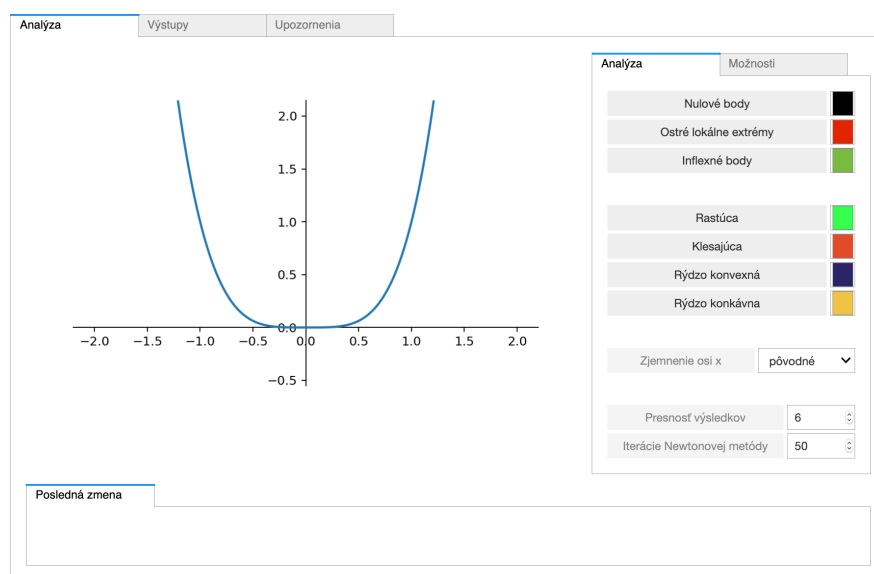 Analýza Výstupy Upozornenia
2.0
1.5
1.0
0.5
0.0
−2.0 −1.5 −1.0 −0.5 0.0 0.5 1.0 1.5 2.0
−0.5
Analýza Možnosti
Nulové body
Ostré lokálne extrémy
Inflexné body
Rastúca
Klesajúca
Rýdzo konvexná
Rýdzo konkávna
Zjemnenie osi x pôvodné
Presnosť výsledkov 6
Iterácie Newtonovej metódy 50
Posledná zmena